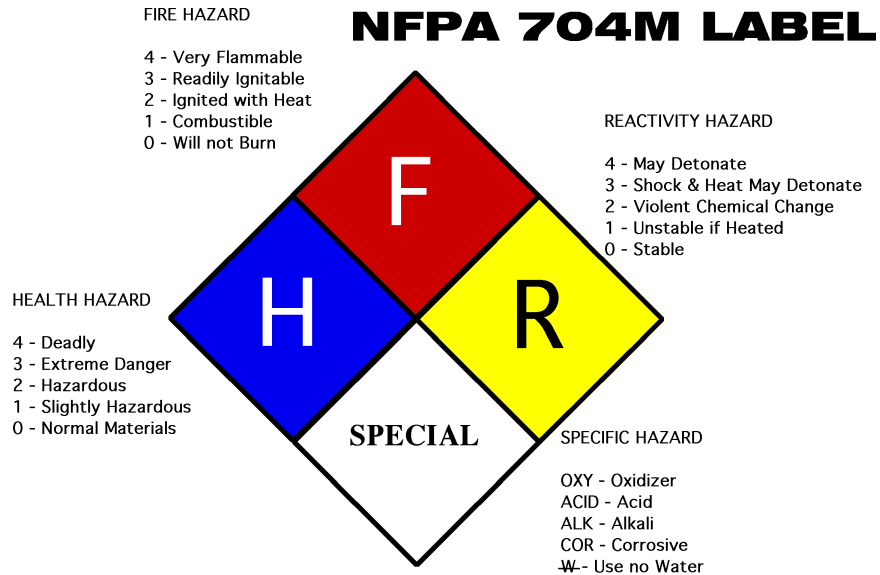 FIRE HAZARD
NFPA 704M LABEL
4 - Very Flammable
3 - Readily Ignitable
2 - Ignited with Heat
1 - Combustible
0 - Will not Burn
REACTIVITY HAZARD
4 - May Detonate
3 - Shock & Heat May Detonate
2 - Violent Chemical Change
1 - Unstable if Heated
0 - Stable
F
H
R
SPECIAL
HEALTH HAZARD
4 - Deadly
3 - Extreme Danger
2 - Hazardous
1 - Slightly Hazardous
0 - Normal Materials
SPECIFIC HAZARD
OXY - Oxidizer
ACID - Acid
ALK - Alkali
COR - Corrosive
W - Use no Water